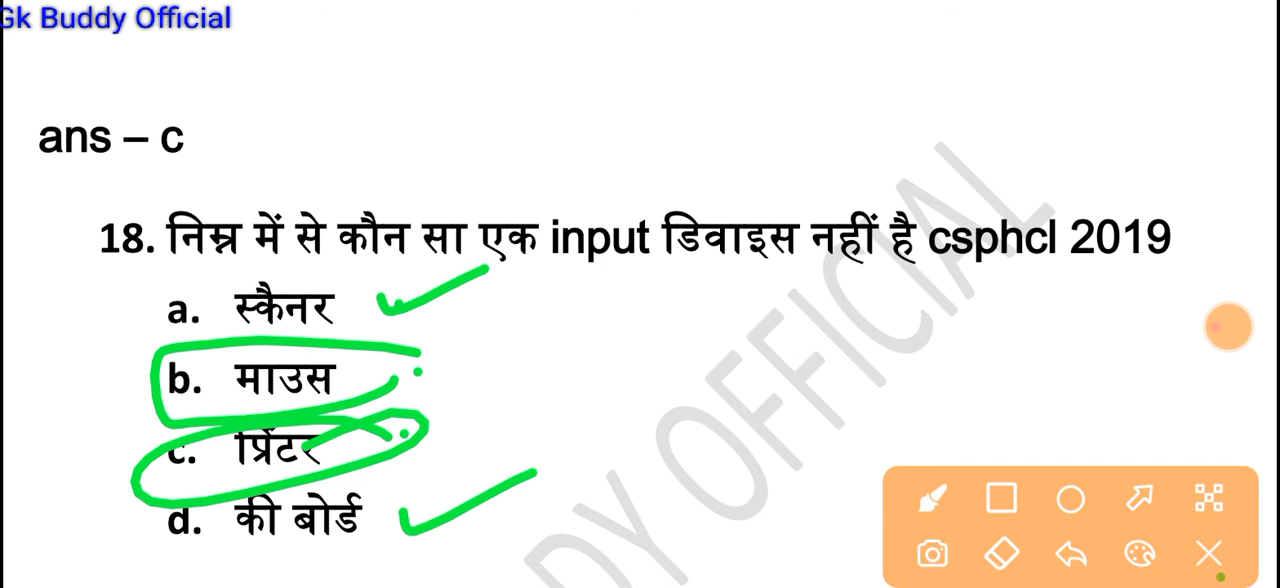 Gk Buddy Official
ans – c
18. निम्न में से कौन सा एक input डिवाइस नहीं है csphcl 2019
a. स्कैनर
b. माउस
c. प्रिंटर
d. की बोर्ड
DY OFFICIAL